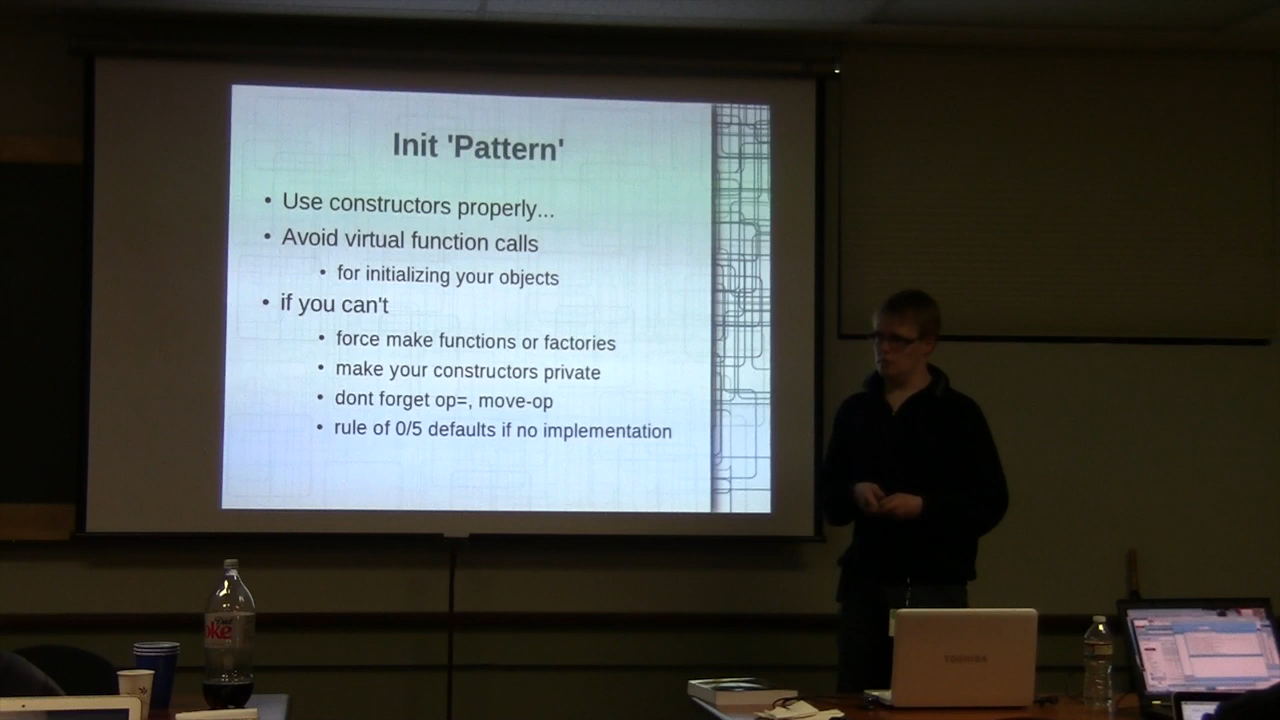 Init 'Pattern'
• Use constructors properly...
• Avoid virtual function calls
• for initializing your objects
• if you can't
• force make functions or factories
• make your constructors private
• dont forget op=, move-op
• rule of 0/5 defaults if no implementation
oke
TOSHIBA